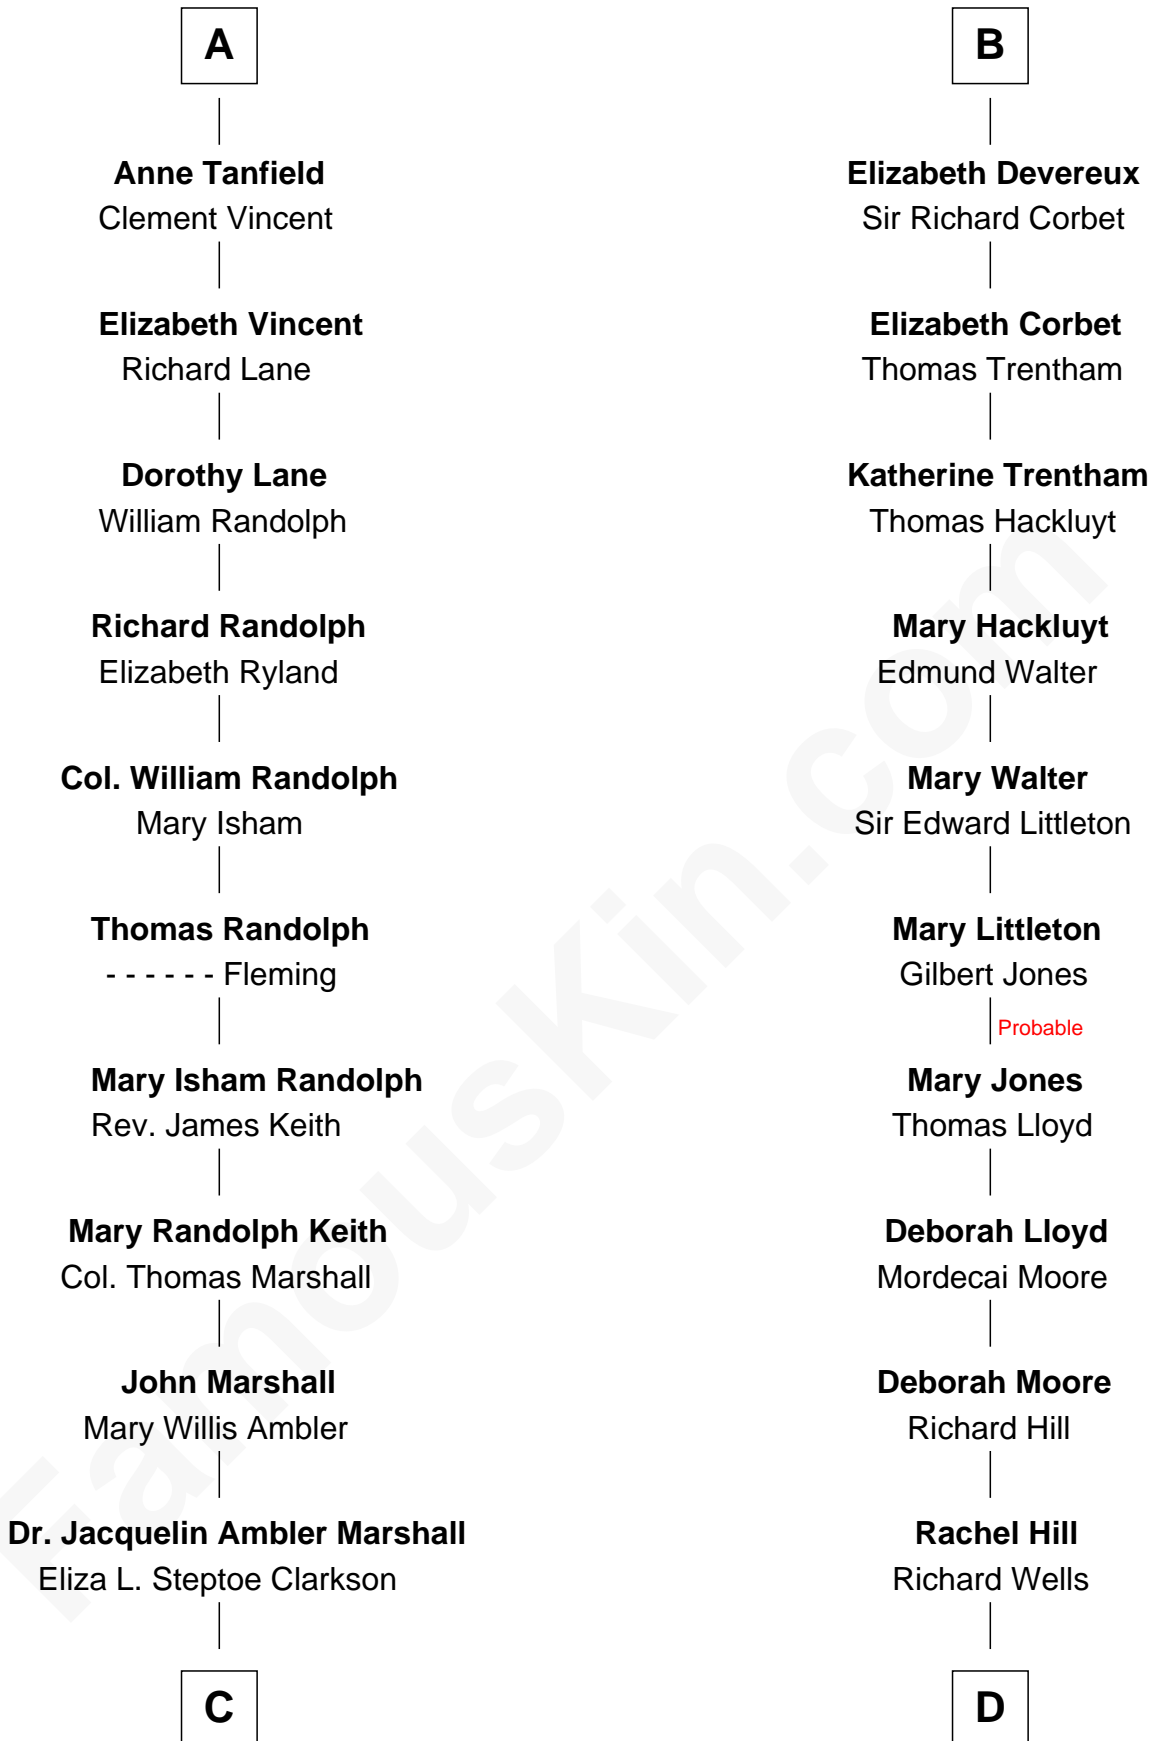 A
Anne Tanfield
Clement Vincent
Elizabeth Vincent
Richard Lane
Dorothy Lane
William Randolph
Richard Randolph
Elizabeth Ryland
Col. William Randolph
Mary Isham
Thomas Randolph
- - - - - - Fleming
Mary Isham Randolph
Rev. James Keith
Mary Randolph Keith
Col. Thomas Marshall
John Marshall
Mary Willis Ambler
Dr. Jacquelin Ambler Marshall
Eliza L. Steptoe Clarkson
C
B
Elizabeth Devereux
Sir Richard Corbet
Elizabeth Corbet
Thomas Trentham
Katherine Trentham
Thomas Hackluyt
Mary Hackluyt
Edmund Walter
Mary Walter
Sir Edward Littleton
Mary Littleton
Gilbert Jones
Probable
Mary Jones
Thomas Lloyd
Deborah Lloyd
Mordecai Moore
Deborah Moore
Richard Hill
Rachel Hill
Richard Wells
D
FamousKin.com